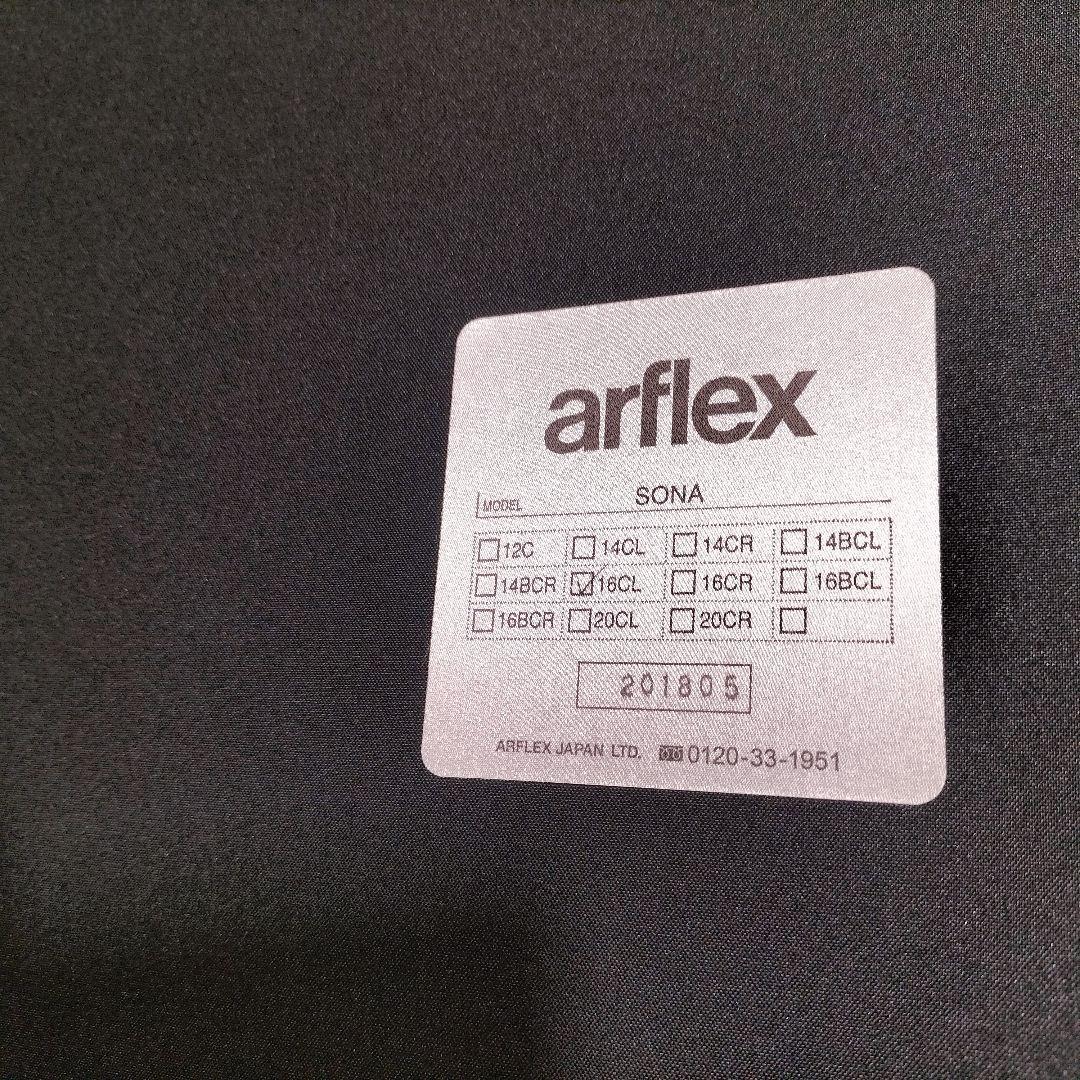 arflex
MODEL SONA
☐12C ☐14CL ☐14CR ☐14BCL
☐14BCR ☑16CL ☐16CR ☐16BCL
☐16BCR ☐20CL ☐20CR ☐
201805
ARFLEX JAPAN LTD. 0120-33-1951